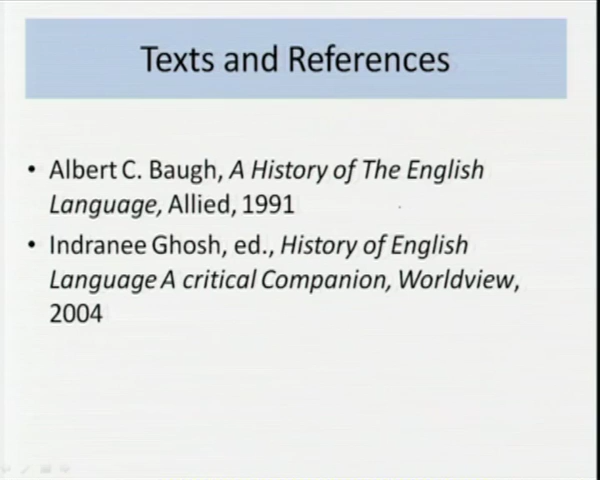 Texts and References
• Albert C. Baugh, A History of The English
Language, Allied, 1991
• Indranee Ghosh, ed., History of English
Language A critical Companion, Worldview,
2004